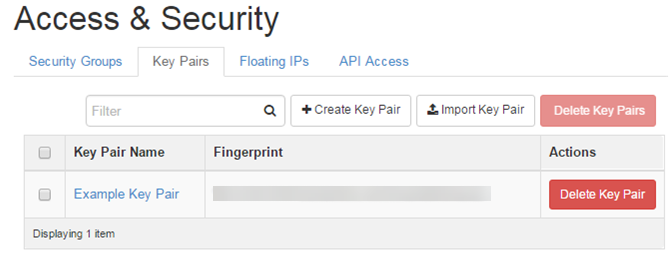 Access & Security
Security Groups Key Pairs Floating IPs API Access
Filter Create Key Pair Import Key Pair Delete Key Pairs
Key Pair Name Fingerprint Actions
Example Key Pair Delete Key Pair
Displaying 1 item